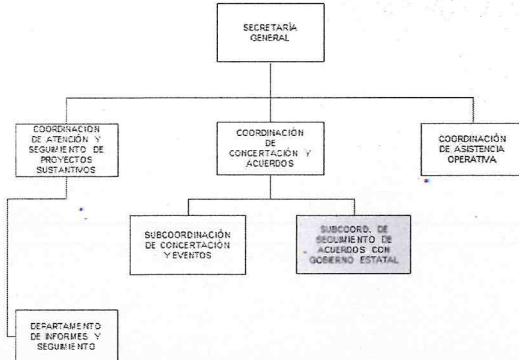 SECRETARÍA
GENERAL
COORDINACIÓN
DE ATENCIÓN Y
SEGUIMIENTO DE
PROYECTOS
SUSTANTIVOS
COORDINACIÓN
DE
CONCERTACIÓN Y
ACUERDOS
COORDINACIÓN
DE ASISTENCIA
OPERATIVA
SUBCOORDINACIÓN
DE CONCERTACIÓN
Y EVENTOS
SUBCOORD. DE
SEGUIMIENTO DE
ACUERDOS CON
GOBIERNO ESTATAL
DEPARTAMENTO
DE INFORMES Y
SEGUIMIENTO